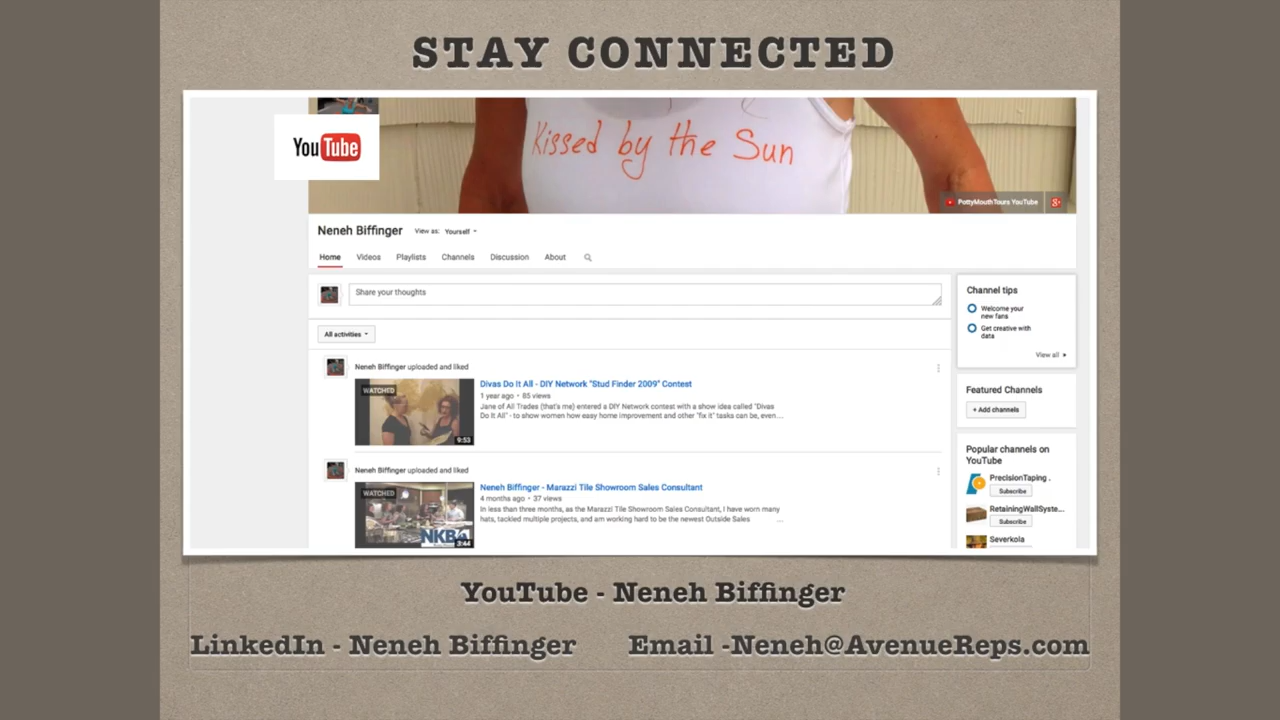 STAY CONNECTED
Kissed by the Sun
YouTube
PottyMouthTours YouTube
Neneh Biffinger View as: Yourself
Home Videos Playlists Channels Discussion About
Share your thoughts
Channel tips
Welcome your
new fans
Get creative with
data
View all
All activities
Neneh Biffinger uploaded and liked
WATCHED
9:53
Divas Do It All - DIY Network "Stud Finder 2009" Contest
1 year ago • 85 views
Jane of All Trades (that's me) entered a DIY Network contest with a show idea called "Divas
Do It All" - to show women how easy home improvement and other "fix it" tasks can be, even...
Featured Channels
+ Add channels
Neneh Biffinger uploaded and liked
WATCHED
NKBA
3:44
Neneh Biffinger - Marazzi Tile Showroom Sales Consultant
4 months ago • 37 views
In less than three months, as the Marazzi Tile Showroom Sales Consultant, I have worn many
hats, tackled multiple projects, and am working hard to be the newest Outside Sales ...
Popular channels on
YouTube
PrecisionTaping .
Subscribe
RetainingWallSyste...
Subscribe
Severkola
YouTube - Neneh Biffinger
LinkedIn - Neneh Biffinger Email -Neneh@AvenueReps.com